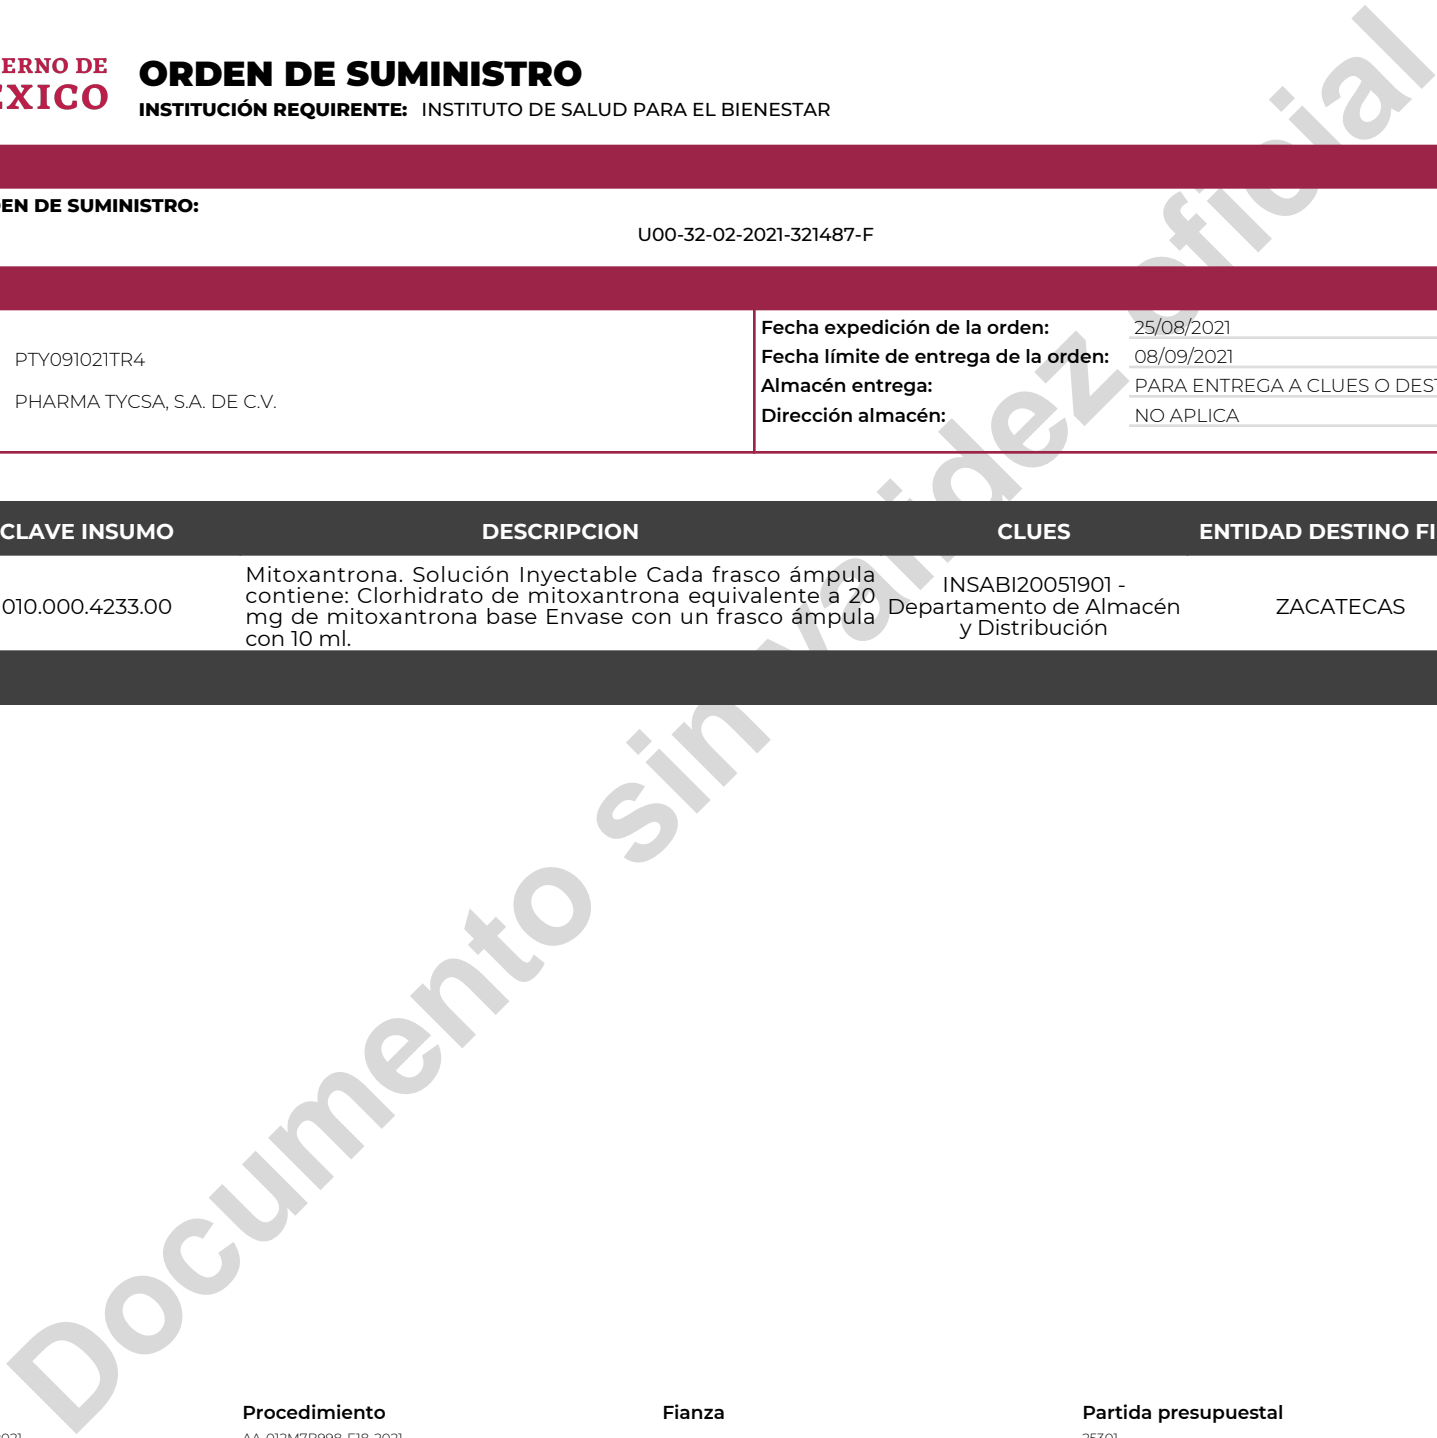 ERNO DE
ÉXICO
ORDEN DE SUMINISTRO
INSTITUCIÓN REQUIRENTE: INSTITUTO DE SALUD PARA EL BIENESTAR
EN DE SUMINISTRO:
U00-32-02-2021-321487-F
PTY091021TR4
PHARMA TYCSA, S.A. DE C.V.
Fecha expedición de la orden: 25/08/2021
Fecha límite de entrega de la orden: 08/09/2021
Almacén entrega: PARA ENTREGA A CLUES O DEST
Dirección almacén: NO APLICA
CLAVE INSUMO DESCRIPCION CLUES ENTIDAD DESTINO FI
010.000.4233.00
Mitoxantrona. Solución Inyectable Cada frasco ámpula
contiene: Clorhidrato de mitoxantrona equivalente a 20
mg de mitoxantrona base Envase con un frasco ámpula
con 10 ml.
INSABI20051901 -
Departamento de Almacén
y Distribución
ZACATECAS
Documento sin validez oficial
Procedimiento Fianza Partida presupuestal